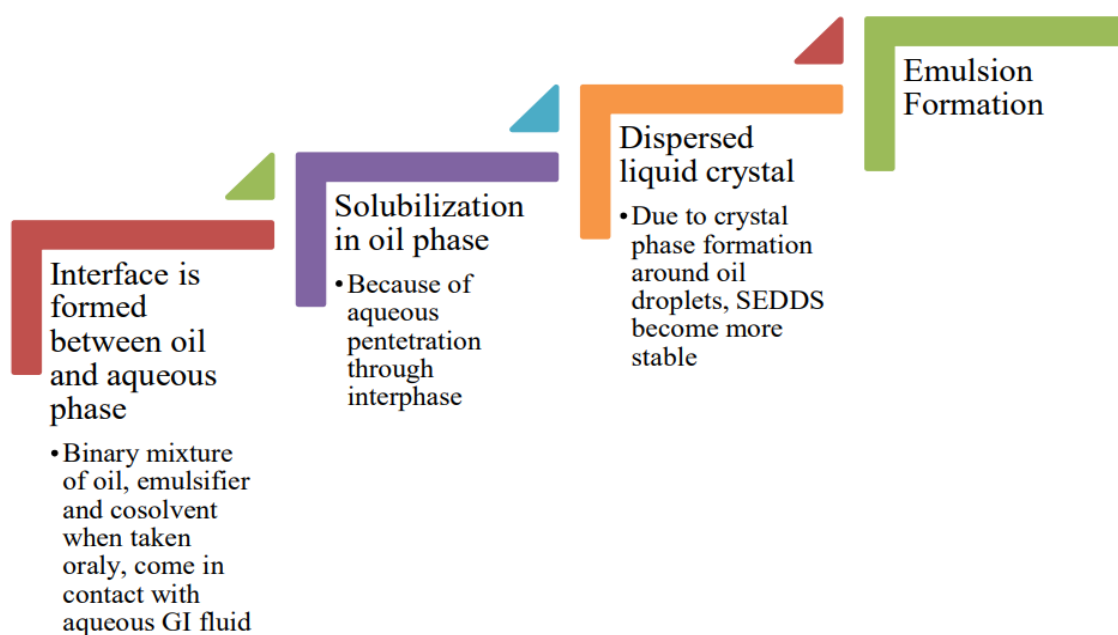 Interface is
formed
between oil
and aqueous
phase
•Binary mixture
of oil, emulsifier
and cosolvent
when taken
oraly, come in
contact with
aqueous GI fluid
Solubilization
in oil phase
•Because of
aqueous
pentetration
through
interphase
Dispersed
liquid crystal
•Due to crystal
phase formation
around oil
droplets, SEDDS
become more
stable
Emulsion
Formation